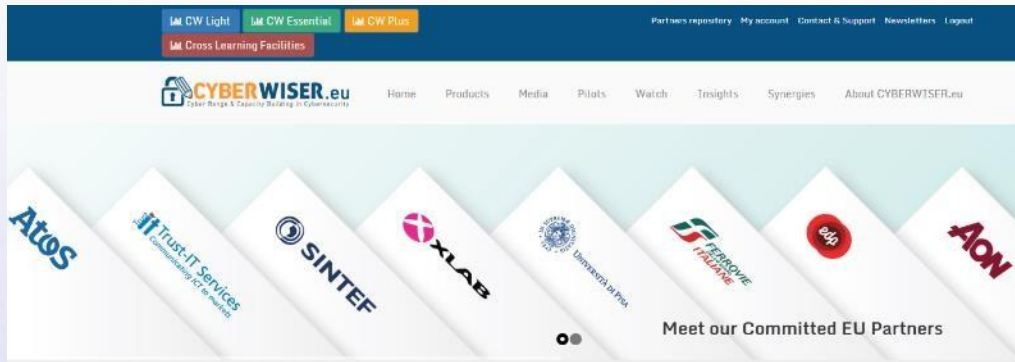 CW Light CW Essential CW Plus
Partners repository My account Contact & Support Newsletters Logout
Cross Learning Facilities
CYBERWISER.eu
Cyber Range & Capacity Building in Cybersecurity
Home Products Media Pilots Watch Insights Synergies About CYBERWISER.eu
Atos
it Trust-IT Services
Communicating ICT to markets
SINTEF
XLAB
UNIVERSITÀ DI PISA
FERROVIE
ITALIANE
edp
AON
Meet our Committed EU Partners